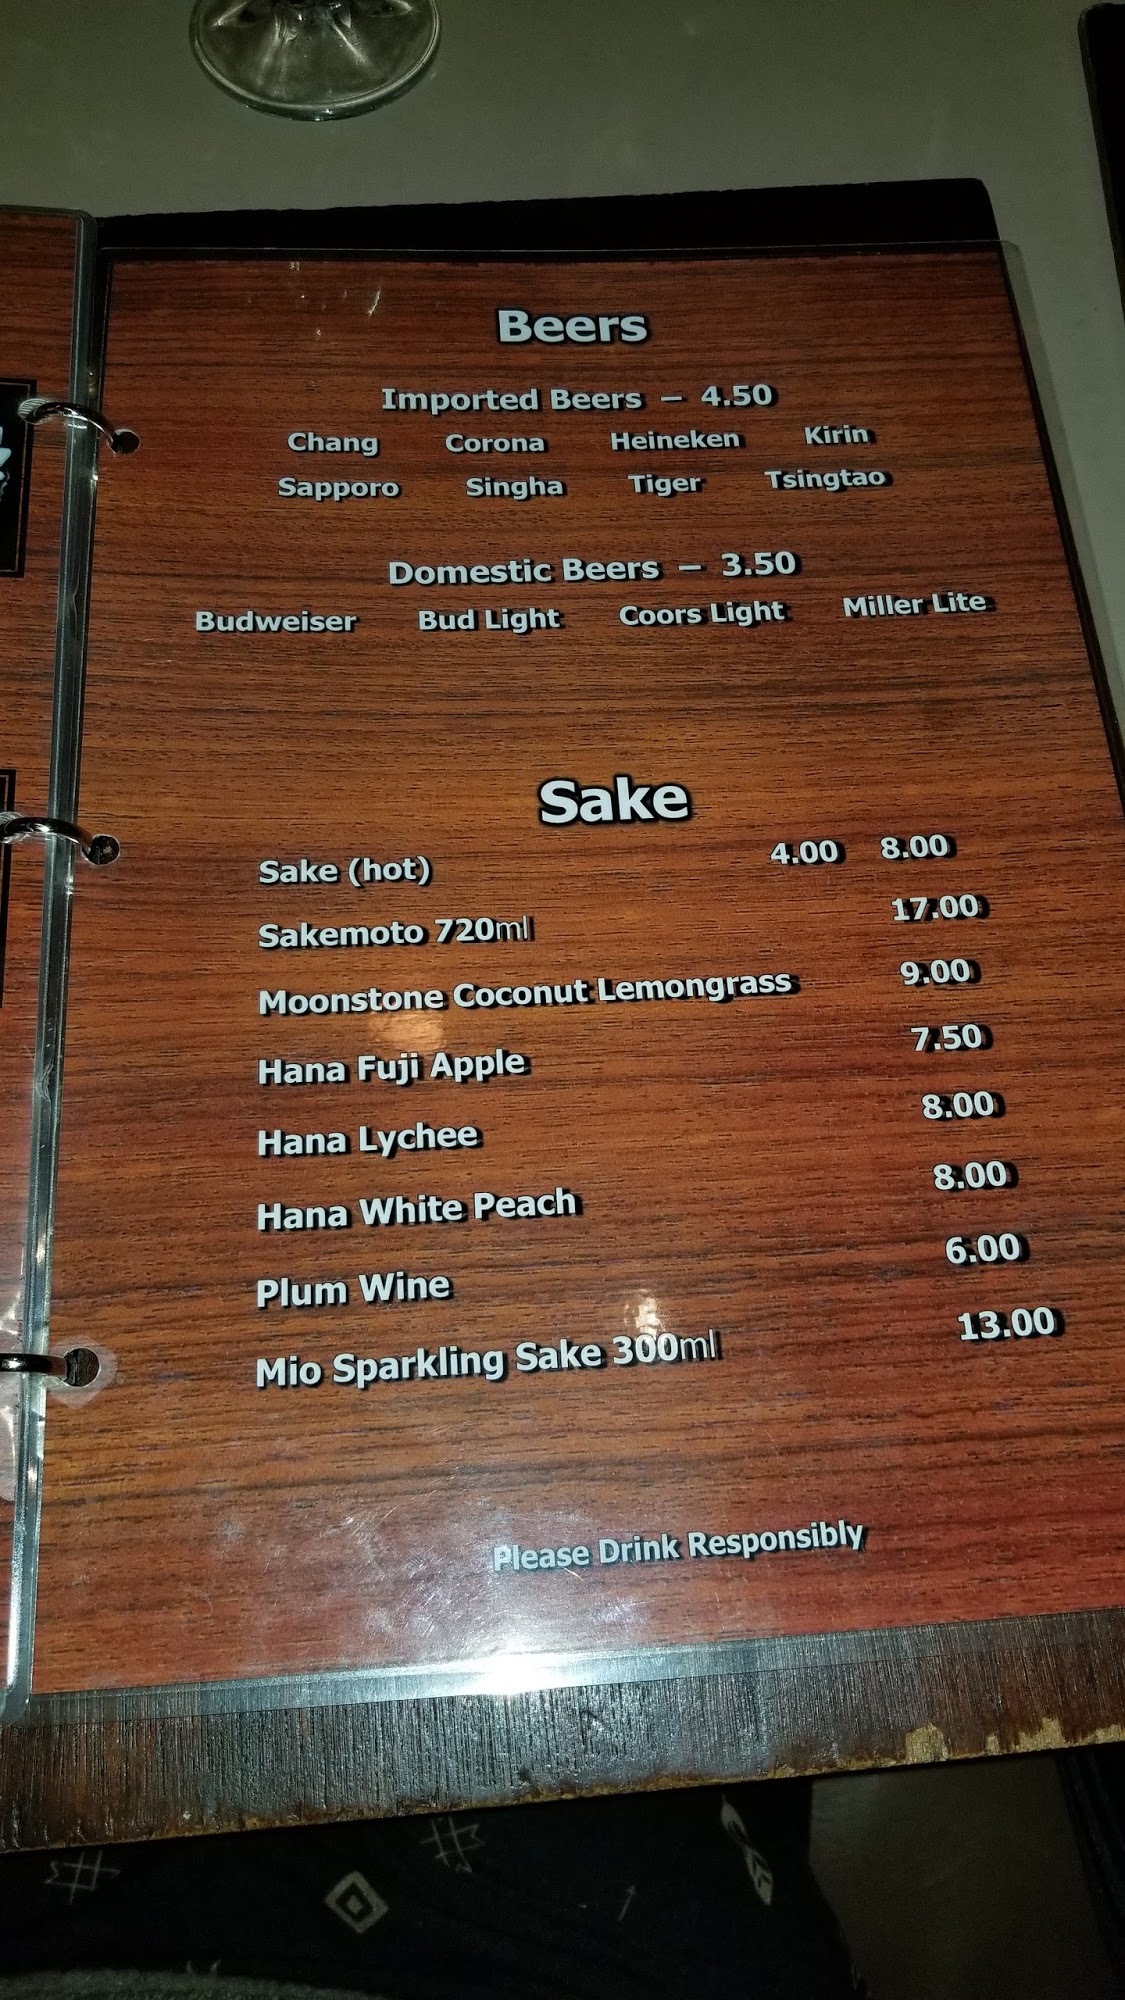 Beers
Imported Beers – 4.50
Chang Corona Heineken Kirin
Sapporo Singha Tiger Tsingtao
Domestic Beers – 3.50
Budweiser Bud Light Coors Light Miller Lite
Sake
Sake (hot) 4.00 8.00
Sakemoto 720ml 17.00
Moonstone Coconut Lemongrass 9.00
Hana Fuji Apple 7.50
Hana Lychee 8.00
Hana White Peach 8.00
Plum Wine 6.00
Mio Sparkling Sake 300ml 13.00
Please Drink Responsibly